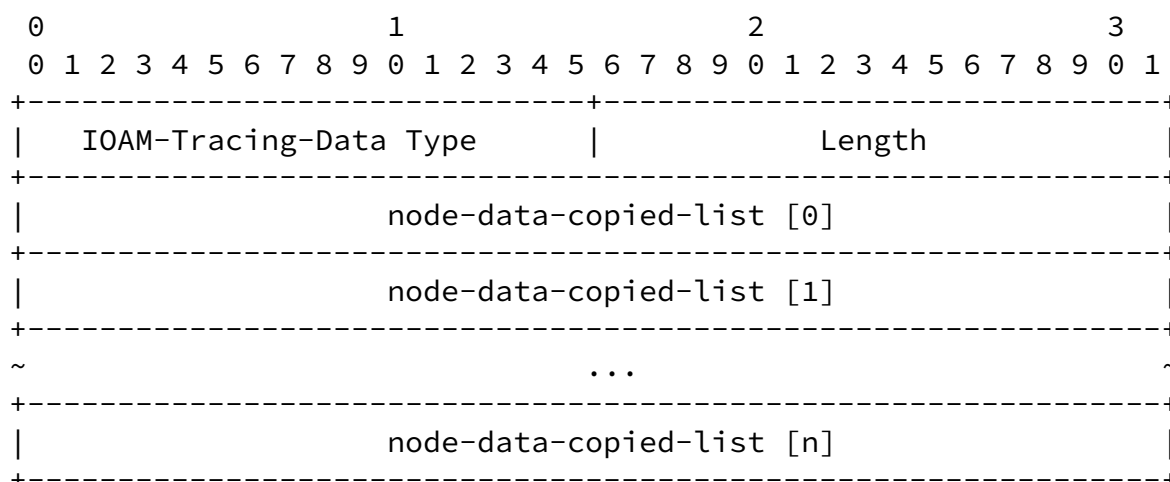 0                   1                   2                   3
 0 1 2 3 4 5 6 7 8 9 0 1 2 3 4 5 6 7 8 9 0 1 2 3 4 5 6 7 8 9 0 1
+-------------------------------+-------------------------------+
|   IOAM-Tracing-Data Type      |            Length             |
+---------------------------------------------------------------+
|                    node-data-copied-list [0]                  |
+---------------------------------------------------------------+
|                    node-data-copied-list [1]                  |
+---------------------------------------------------------------+
~                               ...                             ~
+---------------------------------------------------------------+
|                    node-data-copied-list [n]                  |
+---------------------------------------------------------------+